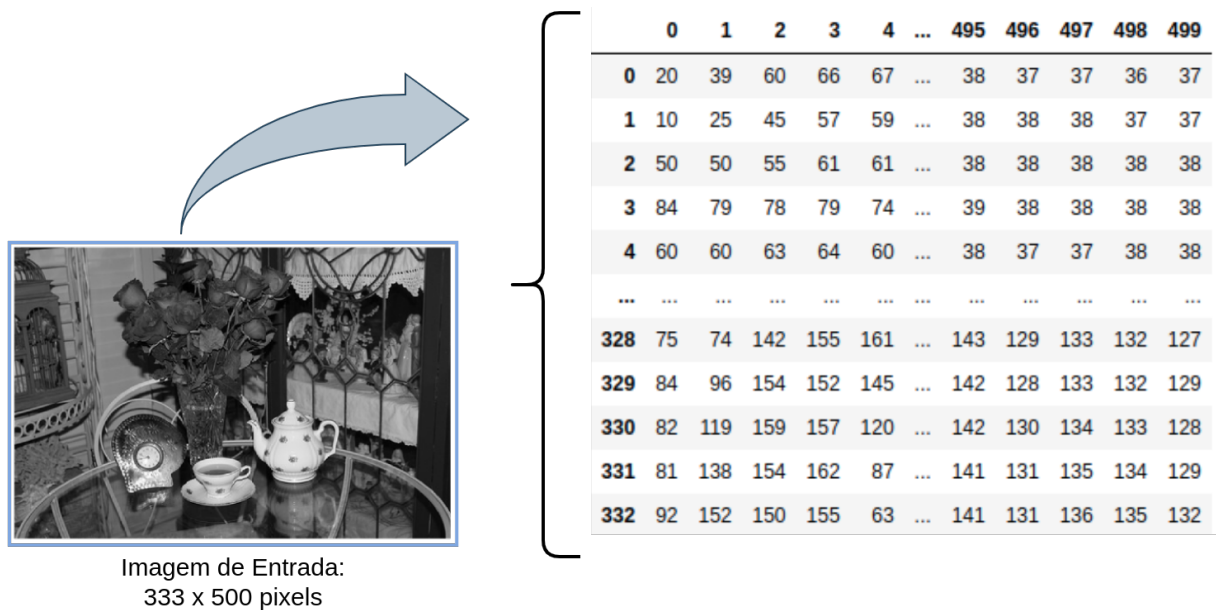 0 1 2 3 4 ... 495 496 497 498 499
0 20 39 60 66 67 ... 38 37 37 36 37
1 10 25 45 57 59 ... 38 38 38 37 37
2 50 50 55 61 61 ... 38 38 38 38 38
3 84 79 78 79 74 ... 39 38 38 38 38
4 60 60 63 64 60 ... 38 37 37 38 38
... ... ... ... ... ... ... ... ... ... ... ...
328 75 74 142 155 161 ... 143 129 133 132 127
329 84 96 154 152 145 ... 142 128 133 132 129
330 82 119 159 157 120 ... 142 130 134 133 128
331 81 138 154 162 87 ... 141 131 135 134 129
332 92 152 150 155 63 ... 141 131 136 135 132
Imagem de Entrada:
333 x 500 pixels